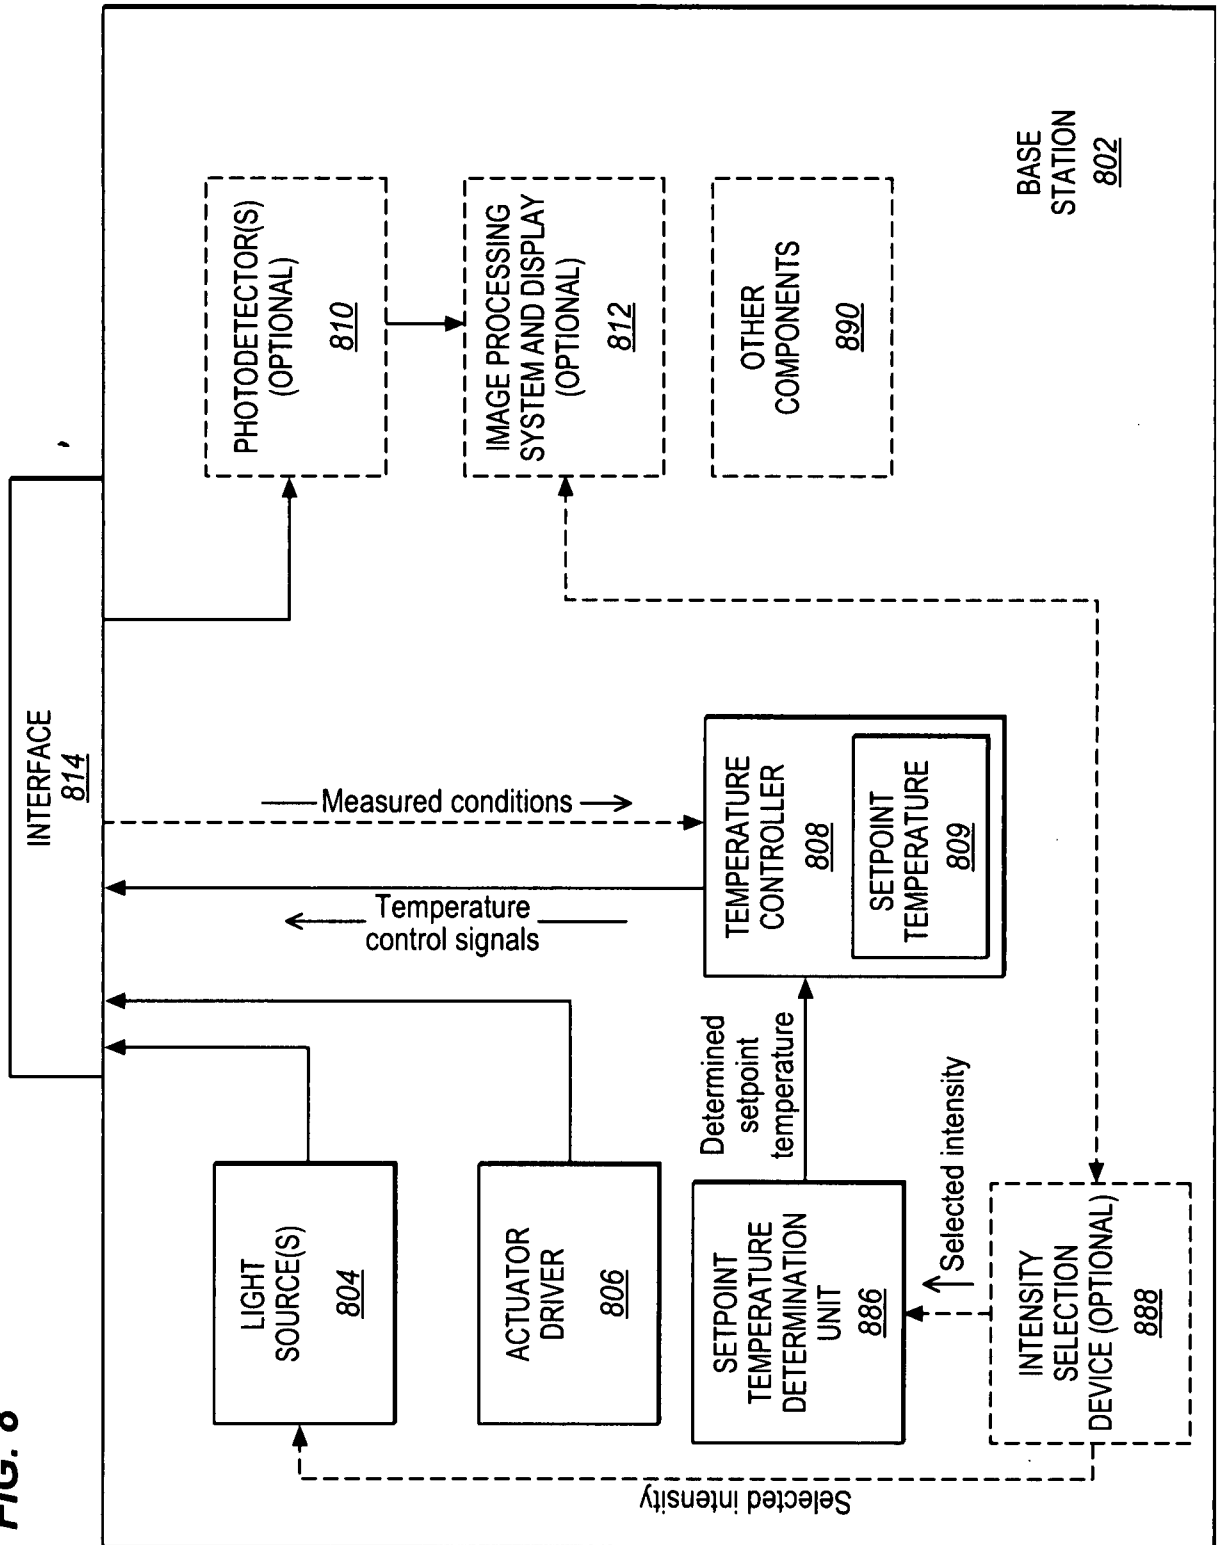 FIG. 8
INTERFACE
814
LIGHT
SOURCE(S)
804
ACTUATOR
DRIVER
806
SETPOINT
TEMPERATURE
DETERMINATION
UNIT
886
INTENSITY
SELECTION
DEVICE (OPTIONAL)
888
Selected intensity
Selected intensity
Determined
setpoint
temperature
Temperature
control signals
Measured conditions
TEMPERATURE
CONTROLLER
808
SETPOINT
TEMPERATURE
809
PHOTODETECTOR(S)
(OPTIONAL)
810
IMAGE PROCESSING
SYSTEM AND DISPLAY
(OPTIONAL)
812
OTHER
COMPONENTS
890
BASE
STATION
802